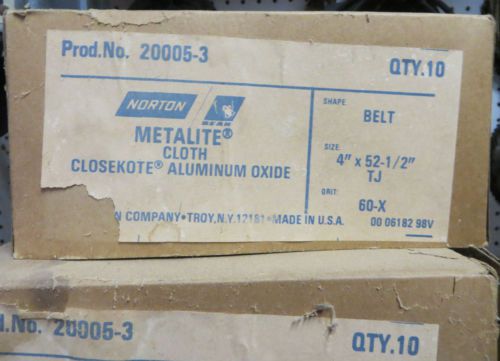 Prod.No. 20005-3 QTY.10
NORTON
BEAR
METALITE®
CLOTH
CLOSEKOTE® ALUMINUM OXIDE
SHAPE:
BELT
SIZE:
4" x 52-1/2"
TJ
GRIT:
60-X
N COMPANY•TROY,N.Y.12181•MADE IN U.S.A. 00 06182 98V
d.No. 20005-3 QTY.10